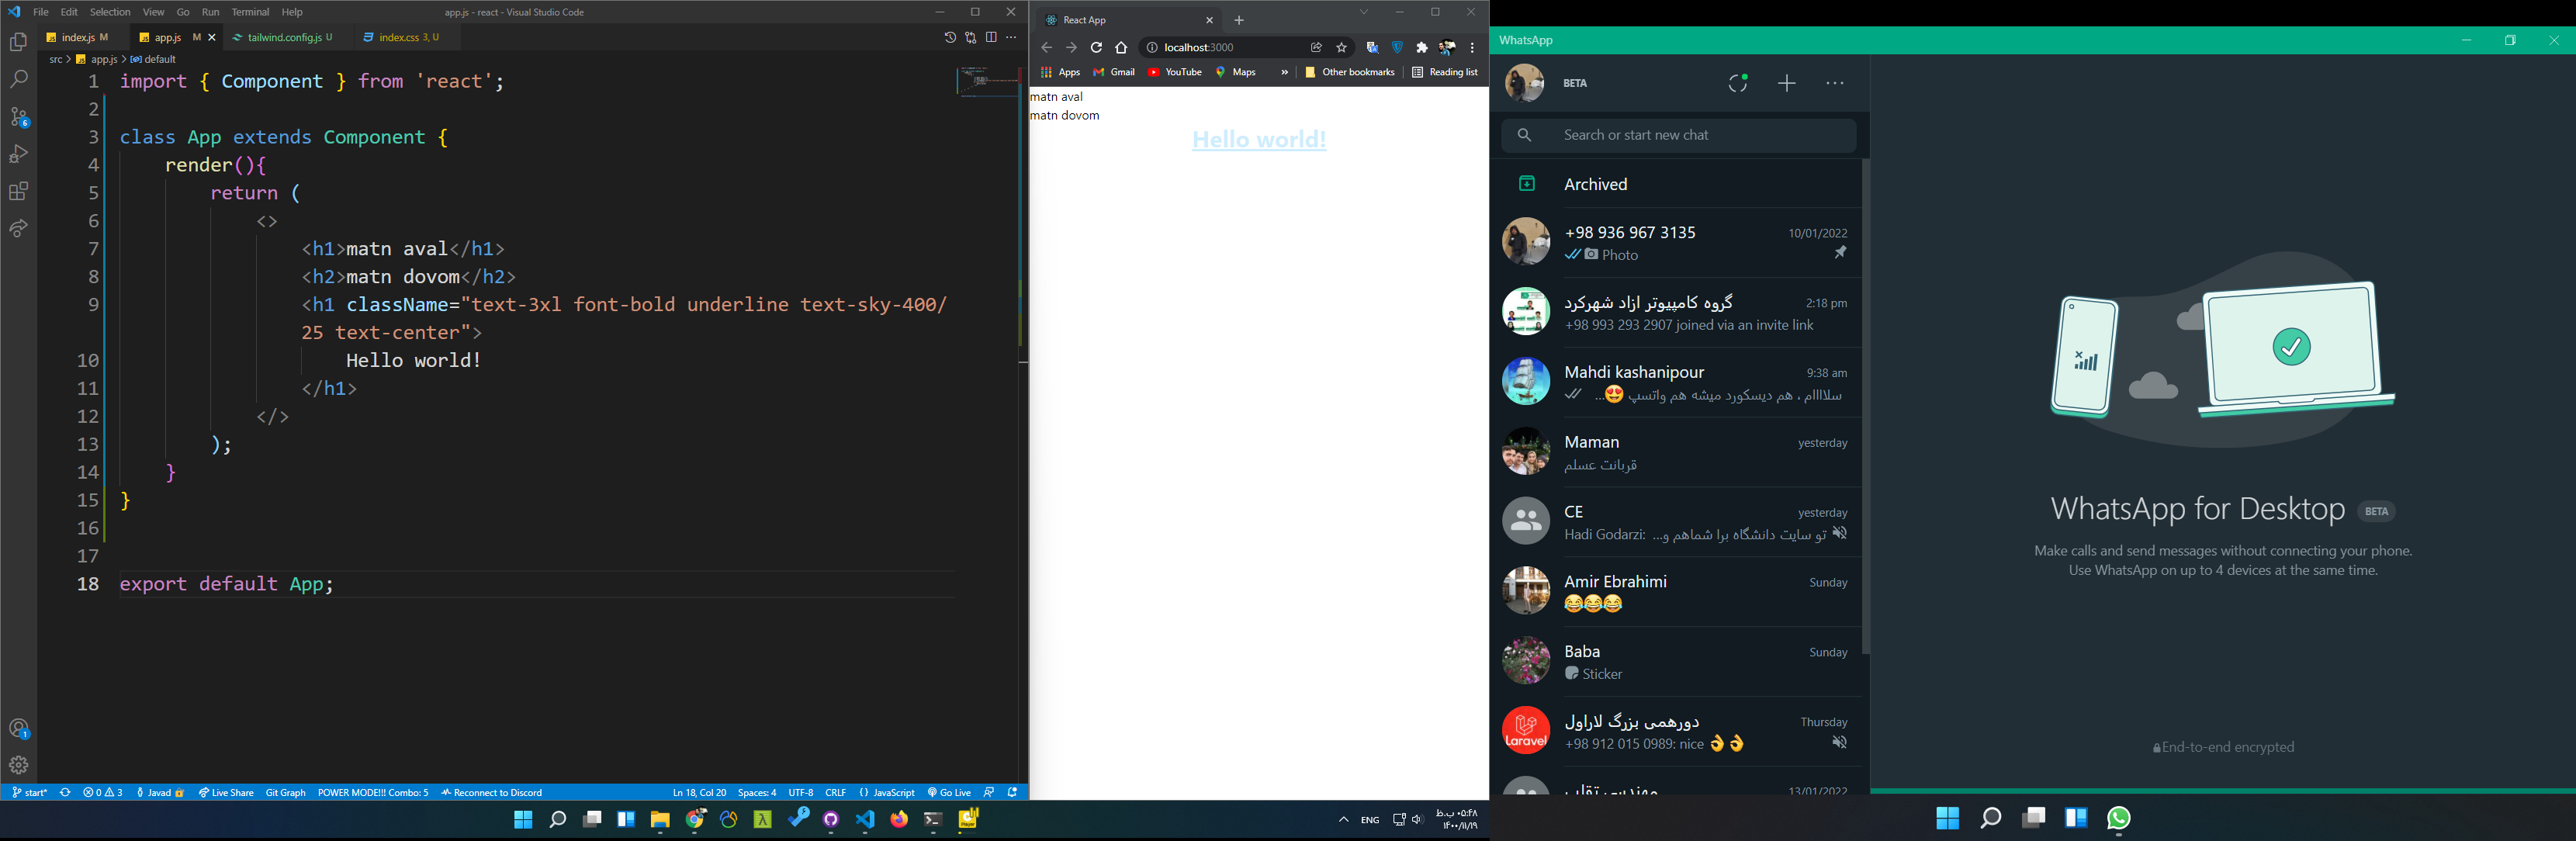 File Edit Selection View Go Run Terminal Help
app.js - react - Visual Studio Code
index.js M
app.js M
tailwind.config.js U
index.css 3, U
src > app.js > default
1 import { Component } from 'react';
2
3 class App extends Component {
4 render(){
5 return (
6 <>
7 <h1>matn aval</h1>
8 <h2>matn dovom</h2>
9 <h1 className="text-3xl font-bold underline text-sky-400/
25 text-center">
10 Hello world!
11 </h1>
12 </>
13 );
14 }
15 }
16
17
18 export default App;
6
1
start* 0 3 Javad Live Share Git Graph POWER MODE!!! Combo: 5 Reconnect to Discord
Ln 18, Col 20 Spaces: 4 UTF-8 CRLF JavaScript Go Live
React App
localhost:3000
Apps Gmail YouTube Maps » Other bookmarks Reading list
matn aval
matn dovom
Hello world!
ENG
۰۵:۴۸ ب.ظ
۱۴۰۰/۱۱/۱۹
WhatsApp
BETA
Search or start new chat
Archived
+98 936 967 3135 10/01/2022
Photo
گروه کامپیوتر ازاد شهرکرد 2:18 pm
+98 993 293 2907 joined via an invite link
Mahdi kashanipour 9:38 am
سلاااام ، هم دیسکورد میشه هم واتسپ 😍...
Maman yesterday
قربانت عسلم
CE yesterday
Hadi Godarzi: تو سایت دانشگاه برا شماهم و...
Amir Ebrahimi Sunday
😂😂😂
Baba Sunday
Sticker
دورهمی بزرگ لاراول Thursday
+98 912 015 0989: nice 👌👌
Laravel
13/01/2022
WhatsApp for Desktop BETA
Make calls and send messages without connecting your phone.
Use WhatsApp on up to 4 devices at the same time.
End-to-end encrypted